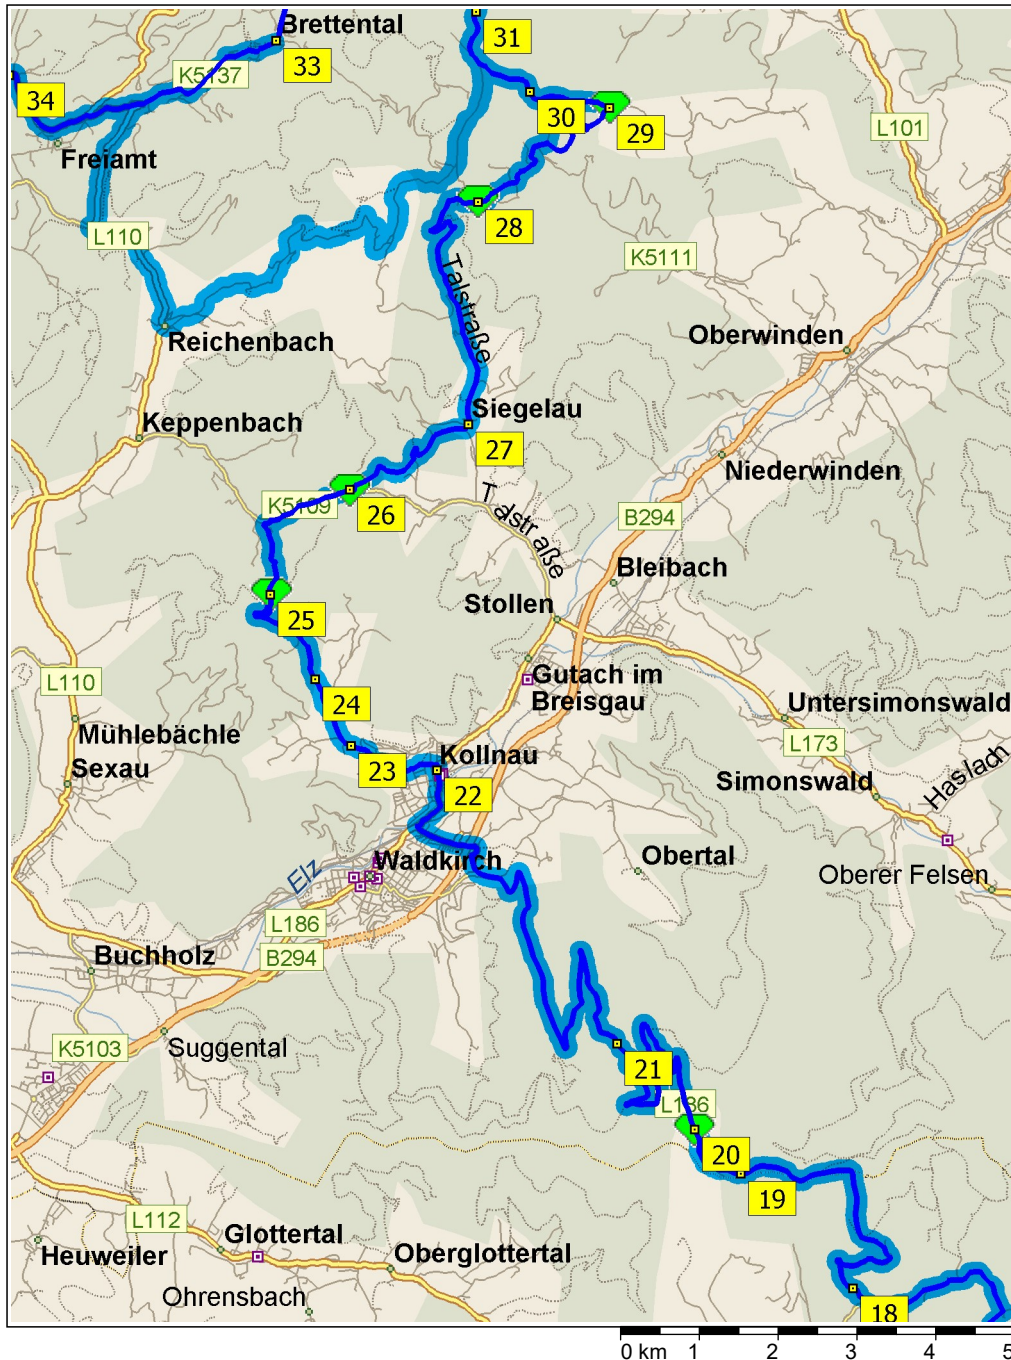 Brettental
31
33
K5137
34
30
29
L101
Freiamt
28
L110
K5111
Talstraße
Oberwinden
Reichenbach
Siegelau
Keppenbach
27
Niederwinden
K5109
26
Talstraße
B294
Bleibach
Stollen
25
Gutach im
Breisgau
L110
24
Untersimonswald
Mühlebächle
L173
Kollnau
Sexau
23
Simonswald
Haslach
22
Obertal
Waldkirch
Elz
Oberer Felsen
L186
Buchholz
B294
Suggental
K5103
21
L186
20
19
L112
Glottertal
Heuweiler
Oberglottertal
Ohrensbach
18
0 km 1 2 3 4 5